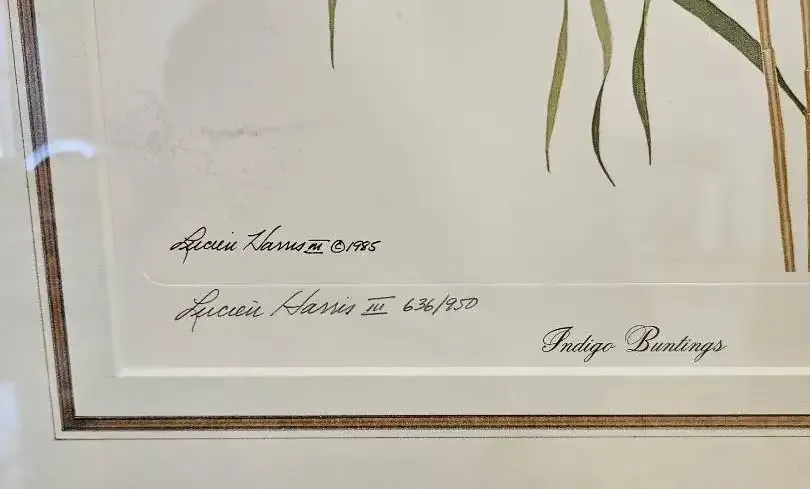 Lucien Harris III ©1985
Lucien Harris III 636/950
Indigo Buntings